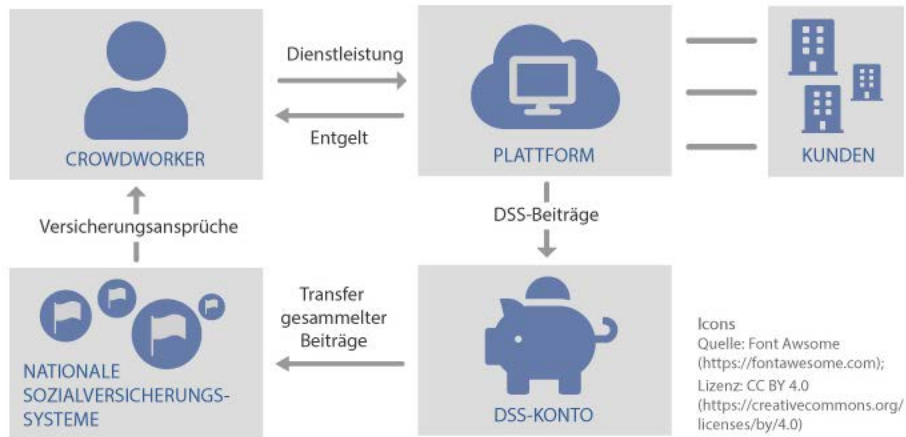 Dienstleistung
Entgelt
CROWDWORKER
PLATTFORM
KUNDEN
Versicherungsansprüche
DSS-Beiträge
Transfer
gesammelter
Beiträge
NATIONALE
SOZIALVERSICHERUNGS-
SYSTEME
DSS-KONTO
Icons
Quelle: Font Awsome
(https://fontawesome.com);
Lizenz: CC BY 4.0
(https://creativecommons.org/
licenses/by/4.0)